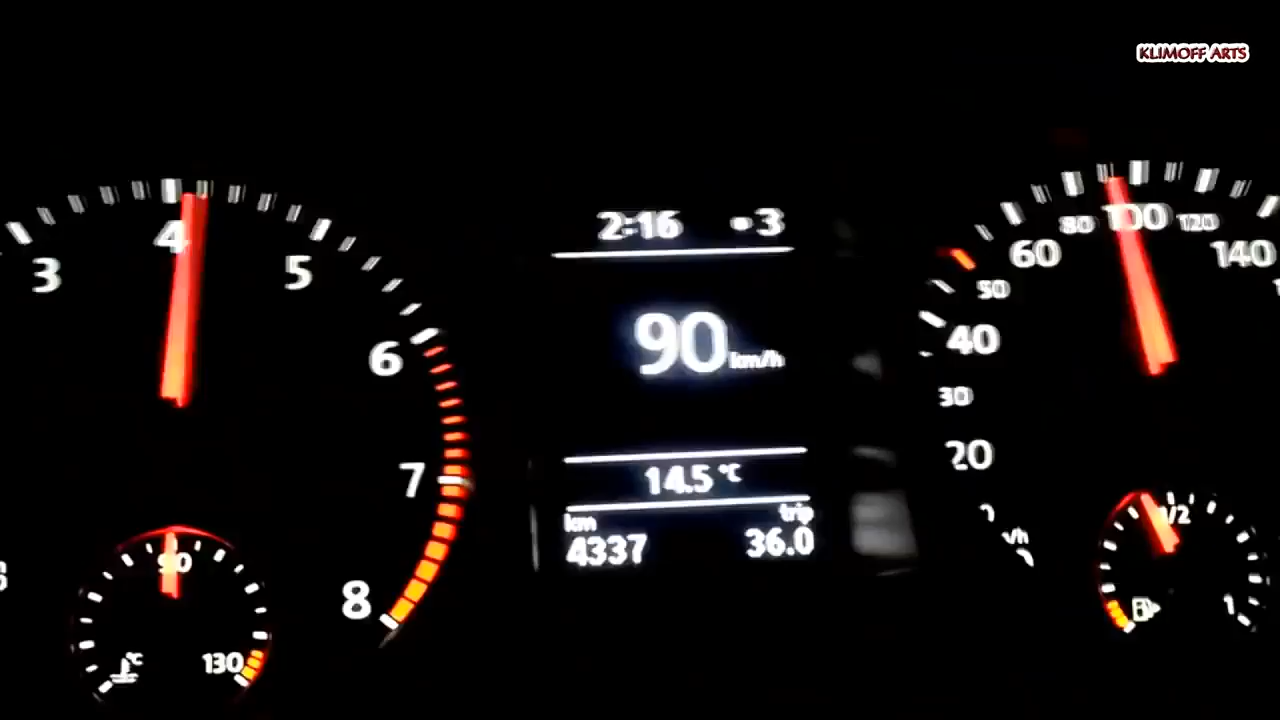 KLIMOFF ARTS
2:16 •3
90 km/h
14.5 °C
km trip
4337 36.0
3 4 5 6 7 8
90 130
°C
20 30 40 50 60 80 100 120 140
1/2 1